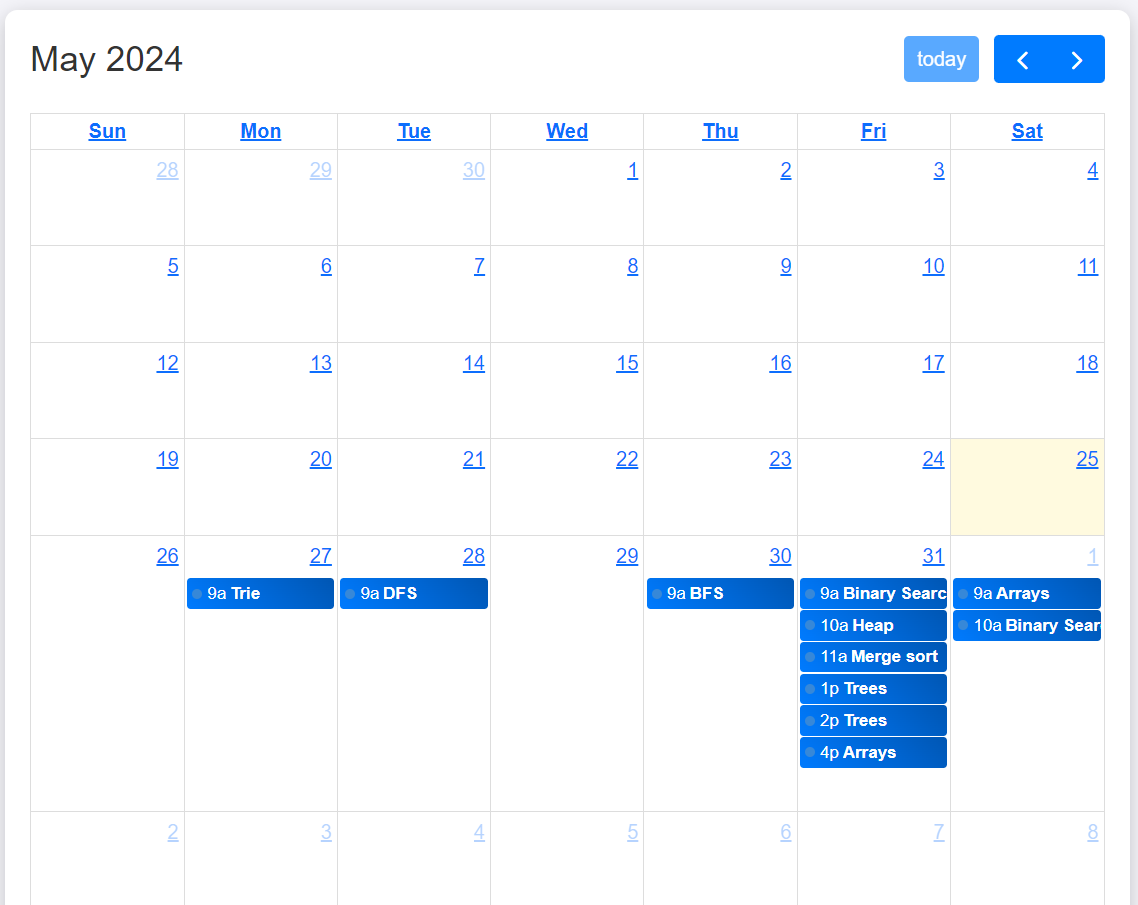 May 2024
today
Sun Mon Tue Wed Thu Fri Sat
28 29 30 1 2 3 4
5 6 7 8 9 10 11
12 13 14 15 16 17 18
19 20 21 22 23 24 25
26 27 28 29 30 31 1
9a Trie 9a DFS 9a BFS 9a Binary Searc 9a Arrays
10a Heap 10a Binary Sear
11a Merge sort
1p Trees
2p Trees
4p Arrays
2 3 4 5 6 7 8